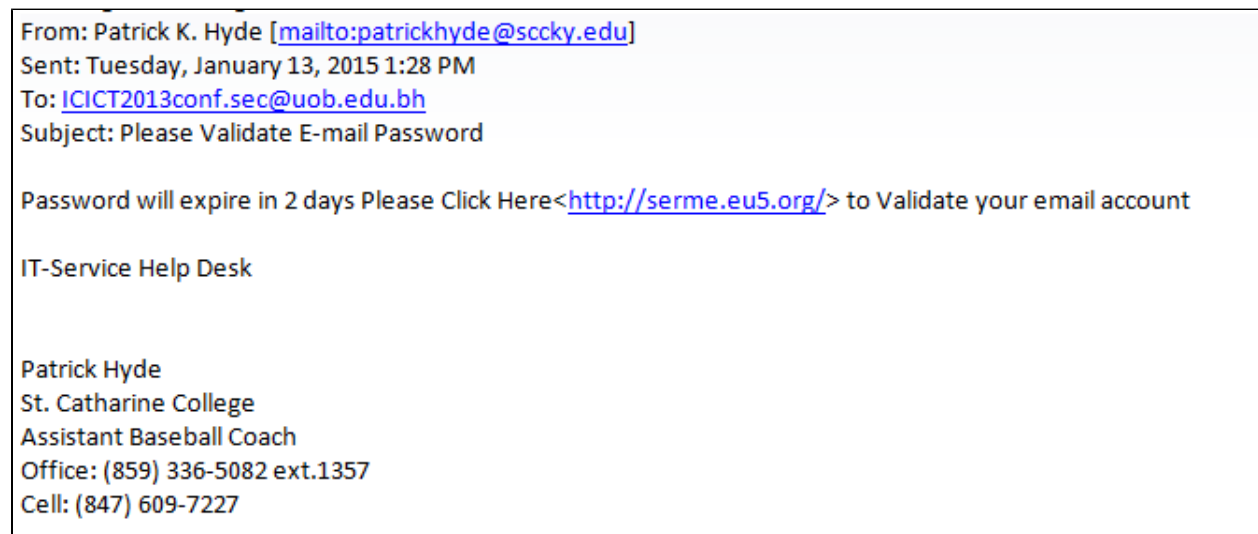 From: Patrick K. Hyde [mailto:patrickhyde@sccky.edu]
Sent: Tuesday, January 13, 2015 1:28 PM
To: ICICT2013conf.sec@uob.edu.bh
Subject: Please Validate E-mail Password
Password will expire in 2 days Please Click Here<http://serme.eu5.org/> to Validate your email account
IT-Service Help Desk
Patrick Hyde
St. Catharine College
Assistant Baseball Coach
Office: (859) 336-5082 ext.1357
Cell: (847) 609-7227